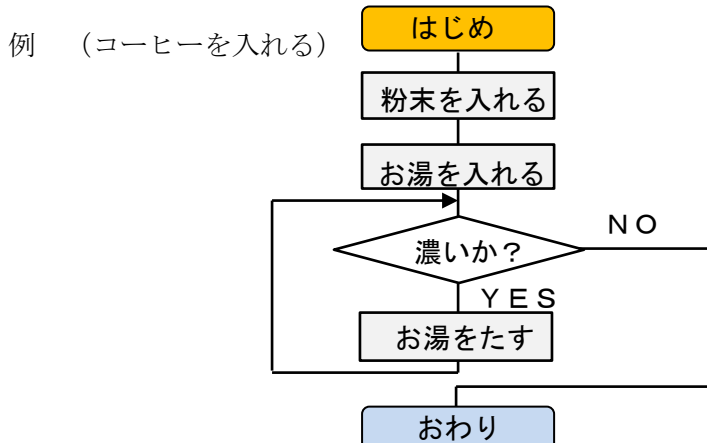 例 （コーヒーを入れる）
はじめ
粉末を入れる
お湯を入れる
濃いか？
ＮＯ
ＹＥＳ
お湯をたす
おわり